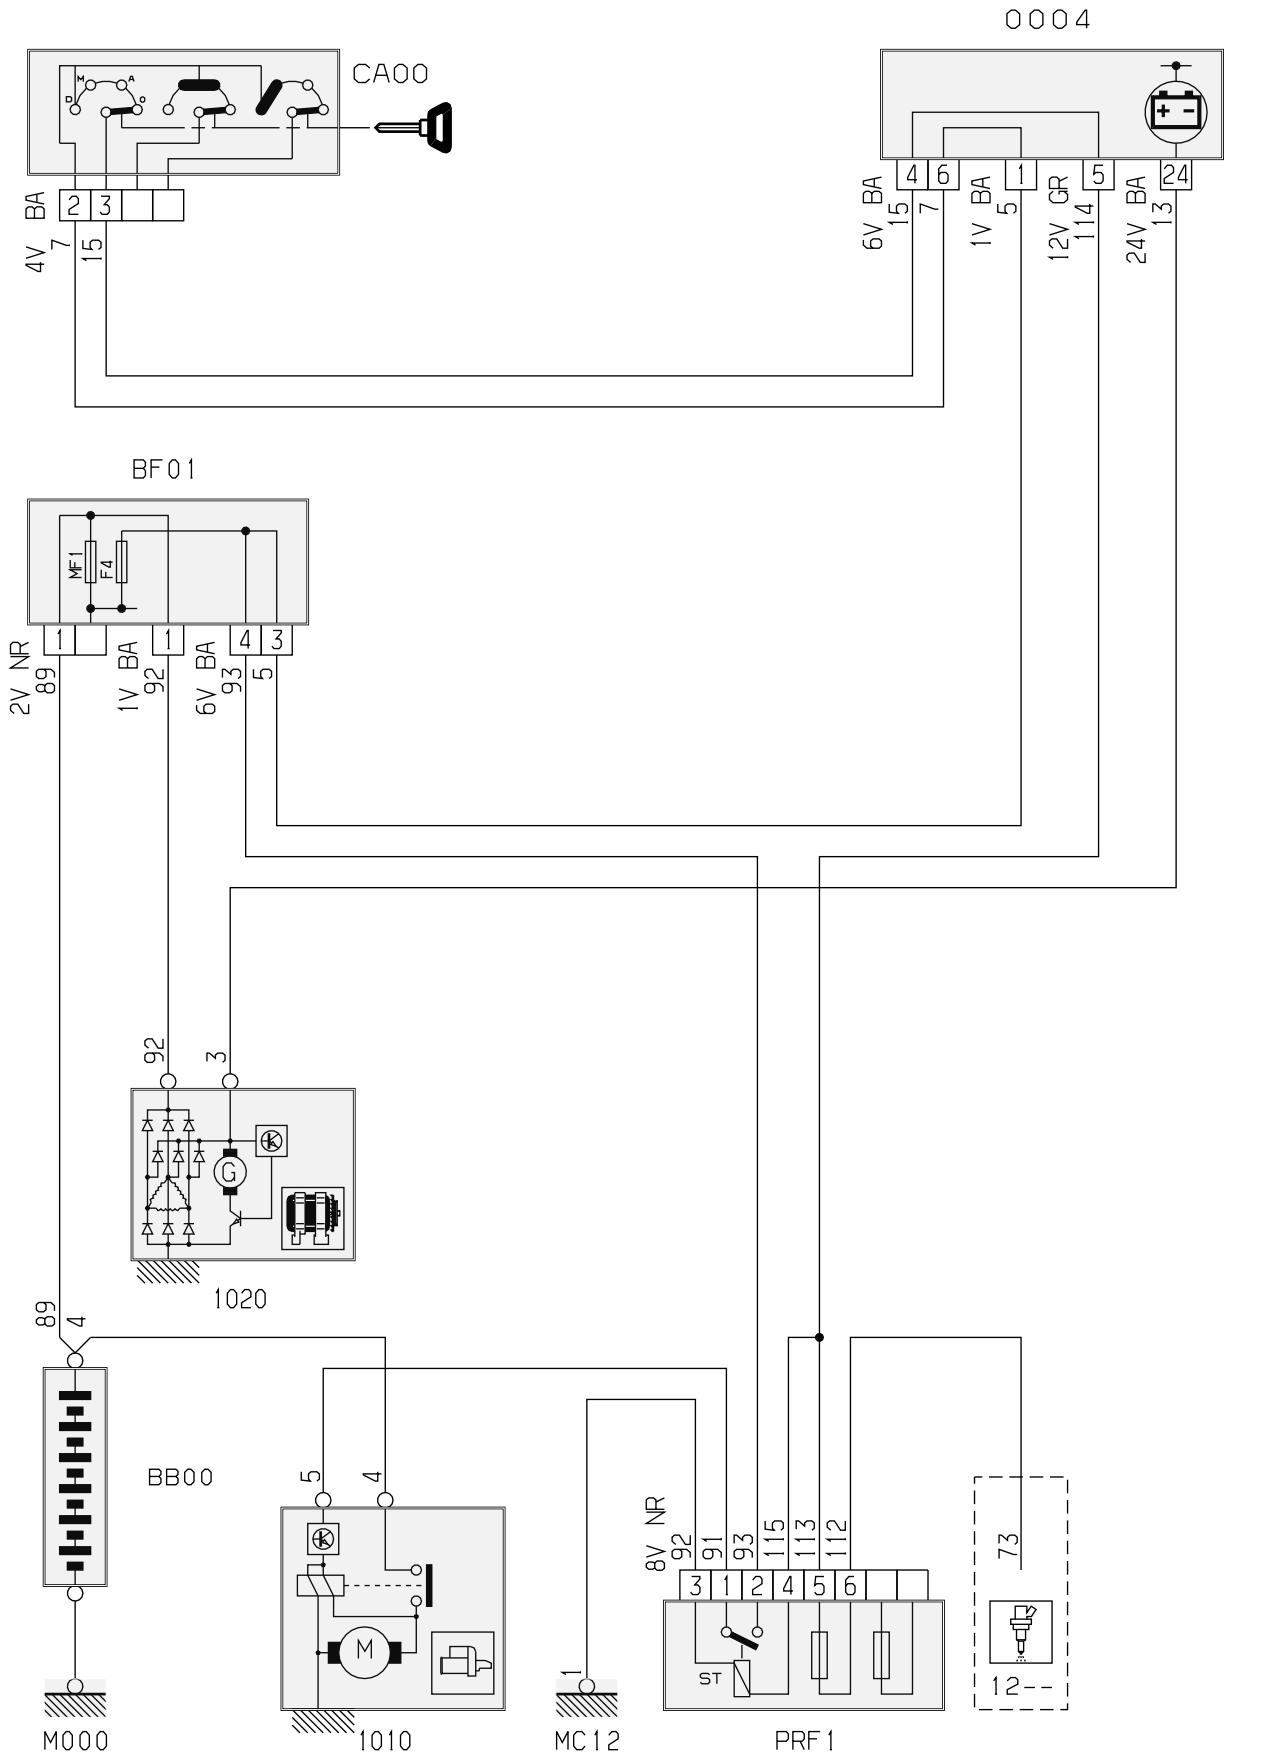 0004
CA00
M A
D O
2 3
4V BA
7
15
4 6 1 5 24
6V BA
15
7
1V BA
5
12V GR
114
24V BA
13
BF01
MF1
F4
1 1 4 3
2V NR
89
1V BA
92
6V BA
93
5
92
3
G
1020
89
4
BB00
5
4
M
8V NR
92
91
93
115
113
112
73
3 1 2 4 5 6
ST
1
12--
M000
1010
MC12
PRF1